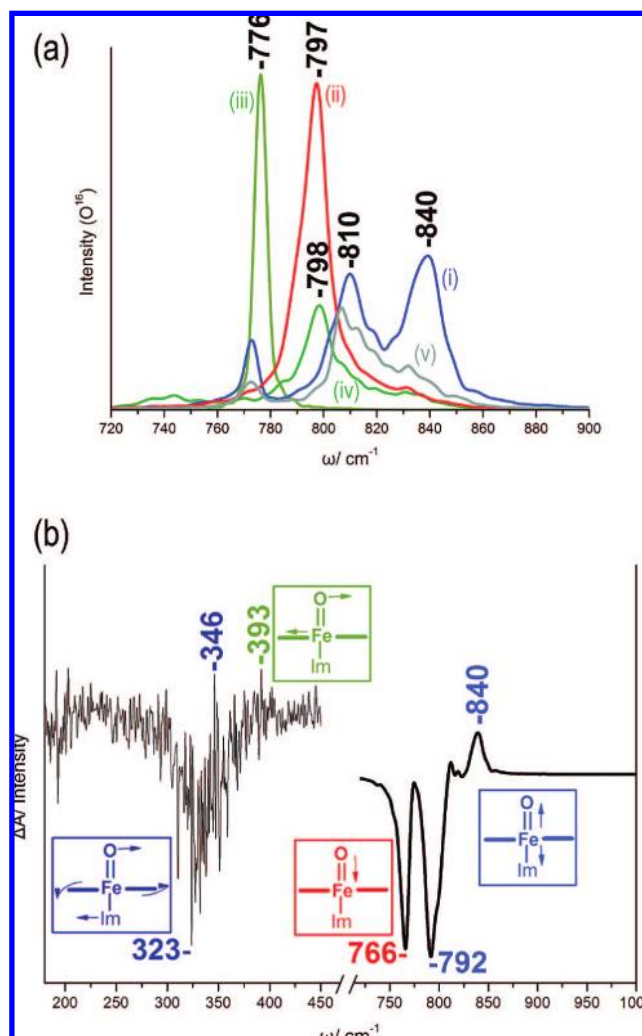 (a)
-776
-797
-798
-810
-840
(iii)
(ii)
(i)
(iv)
(v)
Intensity (O¹⁶)
720 740 760 780 800 820 840 860 880 900
ω/ cm⁻¹
(b)
-346
-393
O
Fe
Im
-840
ΔA/ Intensity
O
Fe
Im
O
Fe
Im
O
Fe
Im
323-
766-
-792
200 250 300 350 400 450 750 800 850 900 950 100
ω/ cm⁻¹